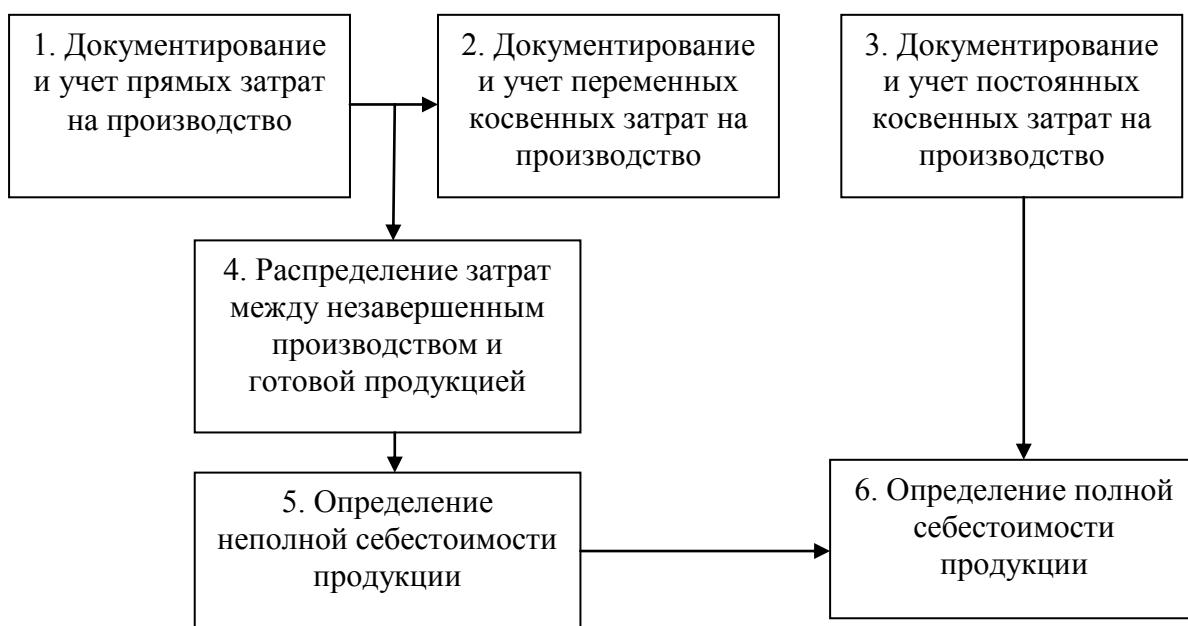 1. Документирование
и учет прямых затрат
на производство
2. Документирование
и учет переменных
косвенных затрат на
производство
3. Документирование
и учет постоянных
косвенных затрат на
производство
4. Распределение затрат
между незавершенным
производством и
готовой продукцией
5. Определение
неполной себестоимости
продукции
6. Определение полной
себестоимости
продукции